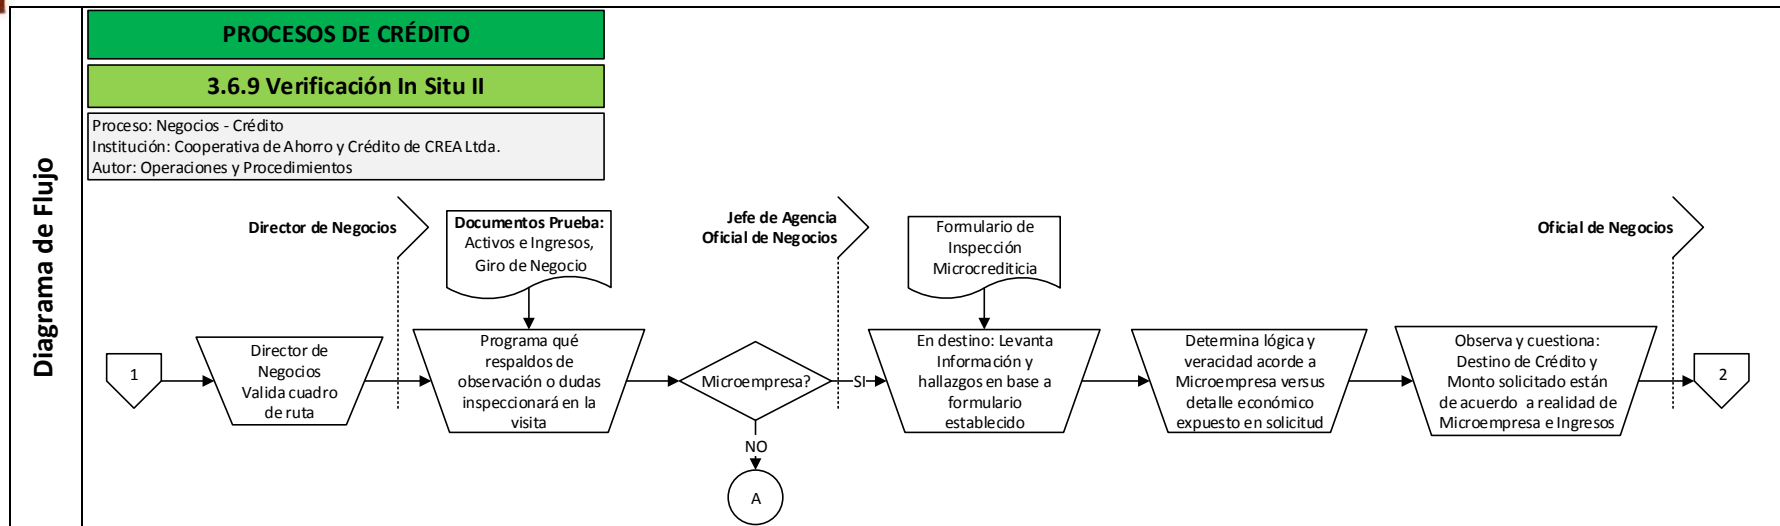 PROCESOS DE CRÉDITO
3.6.9 Verificación In Situ II
Proceso: Negocios - Crédito
Institución: Cooperativa de Ahorro y Crédito de CREA Ltda.
Autor: Operaciones y Procedimientos
Diagrama de Flujo
Director de Negocios
Documentos Prueba:
Activos e Ingresos,
Giro de Negocio
Jefe de Agencia
Oficial de Negocios
Formulario de
Inspección
Microcrediticia
Oficial de Negocios
1
Director de
Negocios
Valida cuadro
de ruta
Programa qué
respaldos de
observación o dudas
inspeccionará en la
visita
Microempresa?
SI
NO
A
En destino: Levanta
Información y
hallazgos en base a
formulario
establecido
Determina lógica y
veracidad acorde a
Microempresa versus
detalle económico
expuesto en solicitud
Observa y cuestiona:
Destino de Crédito y
Monto solicitado están
de acuerdo a realidad de
Microempresa e Ingresos
2